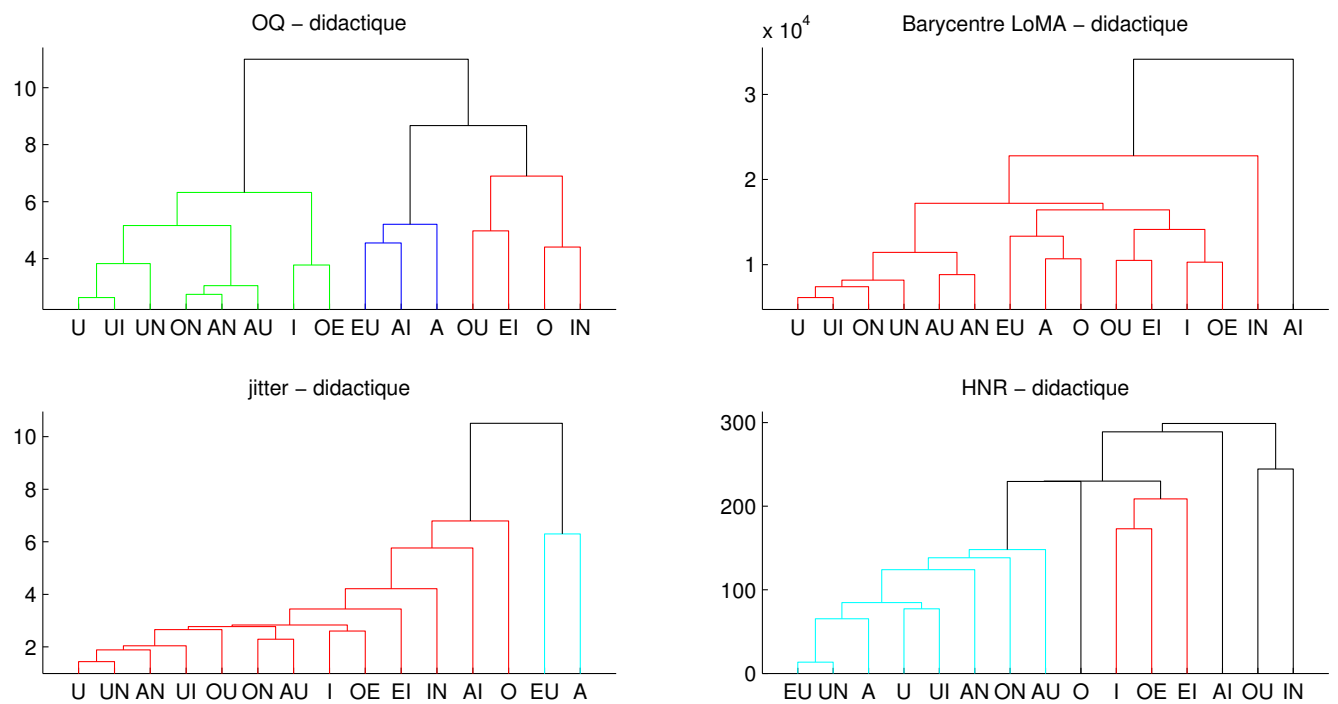 OQ – didactique
10
8
6
4
U UI UN ON AN AU I OE EU AI A OU EI O IN
Barycentre LoMA – didactique
x 10^4
3
2
1
U UI ON UN AU AN EU A O OU EI I OE IN AI
jitter – didactique
10
8
6
4
2
U UN AN UI OU ON AU I OE EI IN AI O EU A
HNR – didactique
300
200
100
0
EU UN A U UI AN ON AU O I OE EI AI OU IN